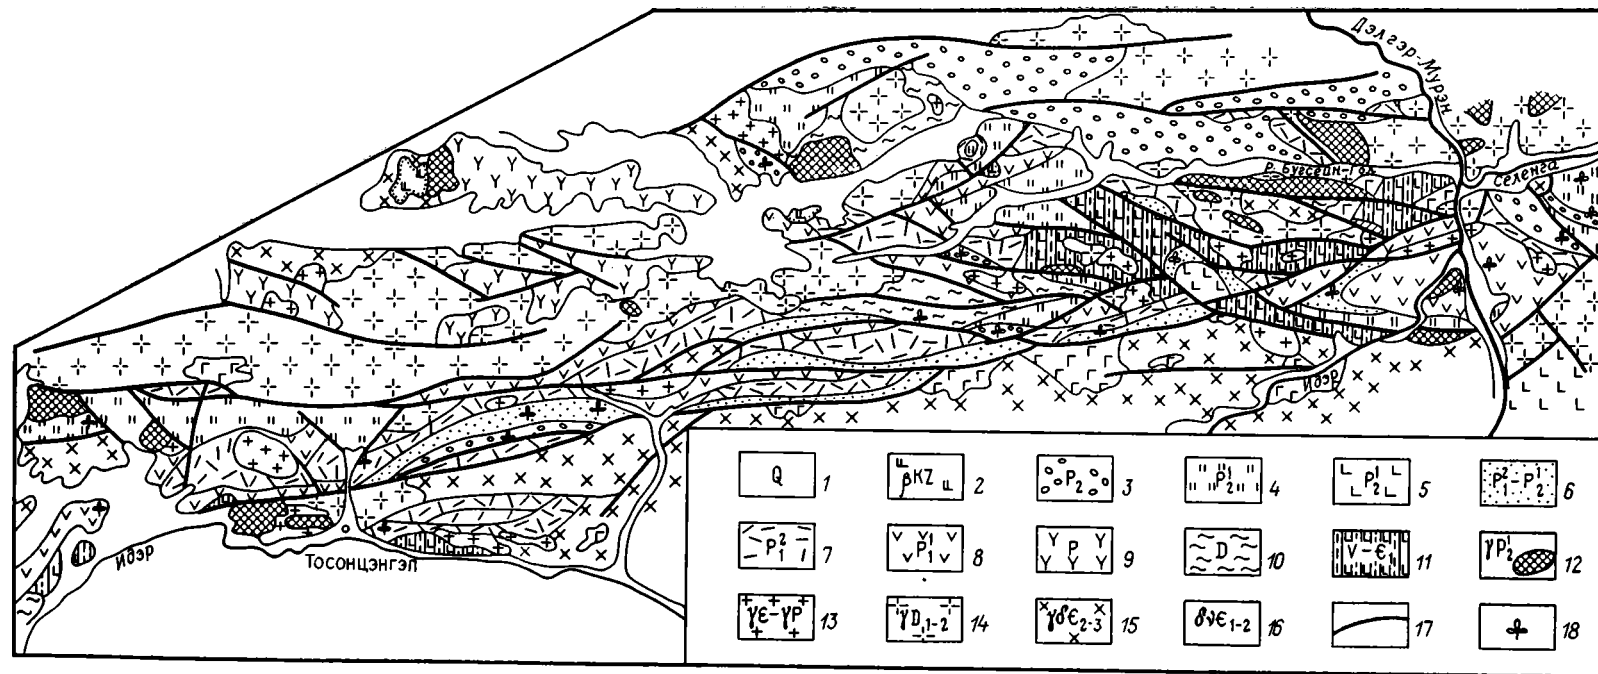 Дэлгэр-Мурэн
р. Бугсэйн-Гол
Селенга
Идэр
Идэр
Тосонцэнгэл
Q 1
βKZ 2
P₂ 3
P₂¹ 4
P₂¹ 5
P₁²-P₂¹ 6
P₁² 7
P₁¹ 8
P 9
D 10
V-Є₁ 11
γP₂¹ 12
γЄ-γP 13
γD₁₋₂ 14
γδЄ₂₋₃ 15
δνЄ₁₋₂ 16
17
18